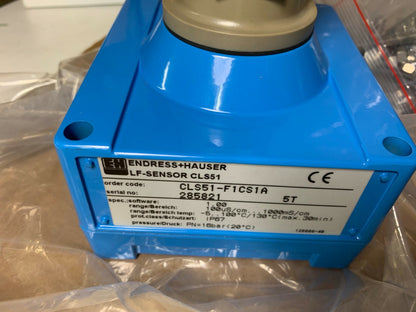 EH ENDRESS+HAUSER
LF-SENSOR CLS51
CE
order code: CLS51-F1CS1A
serial no: 285821 5T
spec.: software: 1.00
range/Bereich: 100uS/cm... 1000mS/cm
range/Bereich temp: -5...100°C/130°C(max.30min)
prot.class/Schutzart: IP67
pressure/Druck: PN=16bar(20°C)